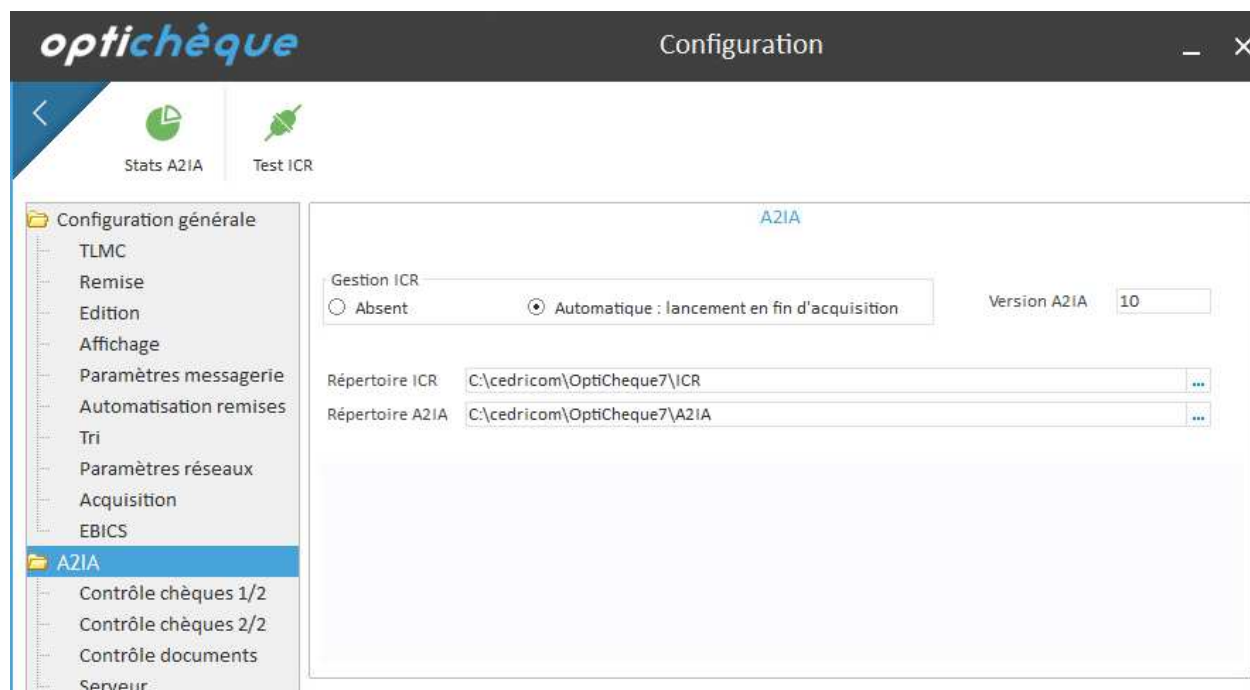 optichèque
Configuration
Stats A2IA
Test ICR
Configuration générale
TLMC
Remise
Edition
Affichage
Paramètres messagerie
Automatisation remises
Tri
Paramètres réseaux
Acquisition
EBICS
A2IA
Contrôle chèques 1/2
Contrôle chèques 2/2
Contrôle documents
Serveur
A2IA
Gestion ICR
Absent
Automatique : lancement en fin d'acquisition
Version A2IA 10
Répertoire ICR C:\cedricom\OptiCheque7\ICR ...
Répertoire A2IA C:\cedricom\OptiCheque7\A2IA ...